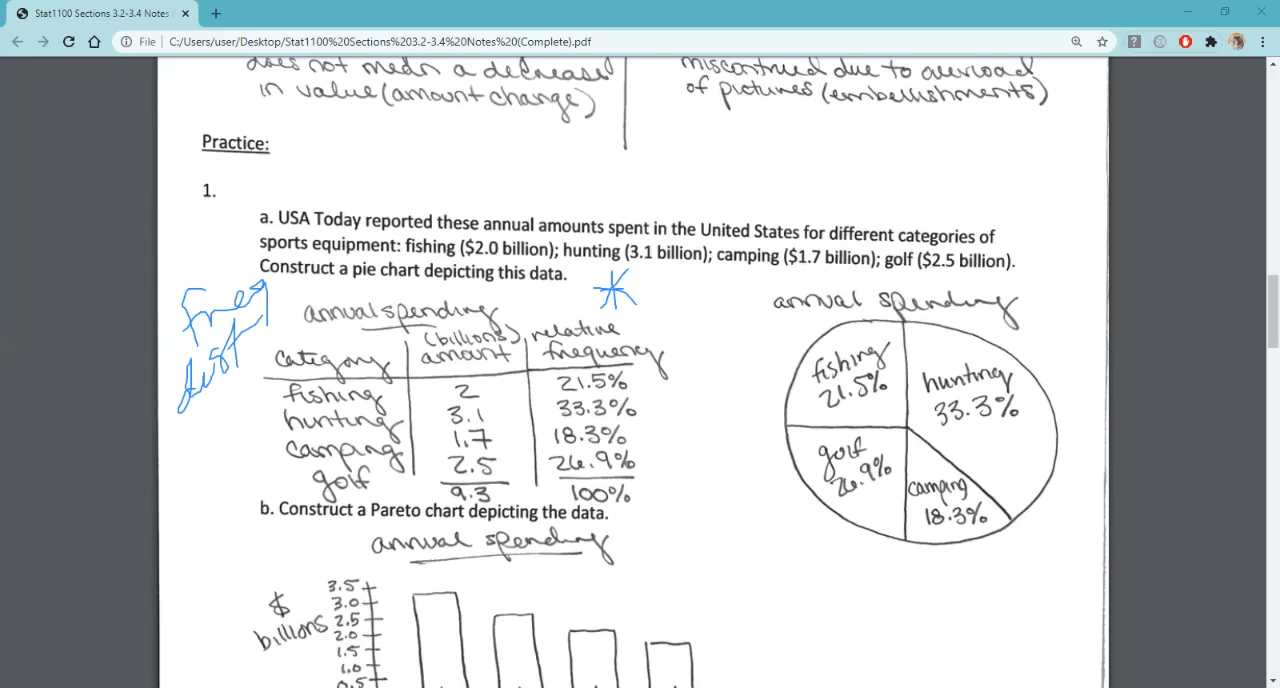 Stat1100 Sections 3.2-3.4 Notes
File
C:/Users/user/Desktop/Stat1100%20Sections%203.2-3.4%20Notes%20(Complete).pdf
does not mean a decrease
in value (amount change)
misconstrued due to overload
of pictures (embellishments)
Practice:
1.
a. USA Today reported these annual amounts spent in the United States for different categories of
sports equipment: fishing ($2.0 billion); hunting (3.1 billion); camping ($1.7 billion); golf ($2.5 billion).
Construct a pie chart depicting this data.
Freq
dist
annual spending
category (billions) amount relative frequency
fishing 2 21.5%
hunting 3.1 33.3%
camping 1.7 18.3%
golf 2.5 26.9%
9.3 100%
annual spending
fishing
21.5%
hunting
33.3%
golf
26.9%
camping
18.3%
b. Construct a Pareto chart depicting the data.
annual spending
$
billions
3.5
3.0
2.5
2.0
1.5
1.0
0.5